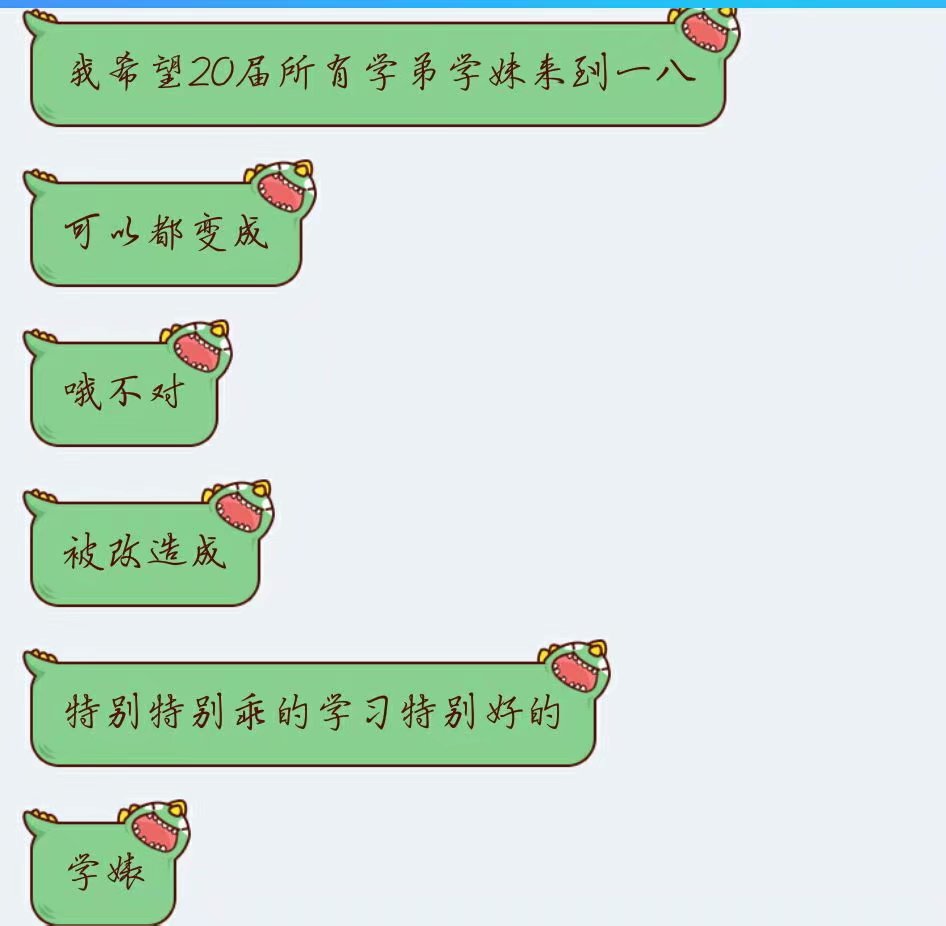 我希望20届所有学弟学妹来到一八
可以都变成
哦不对
被改造成
特别特别乖的学习特别好的
学婊